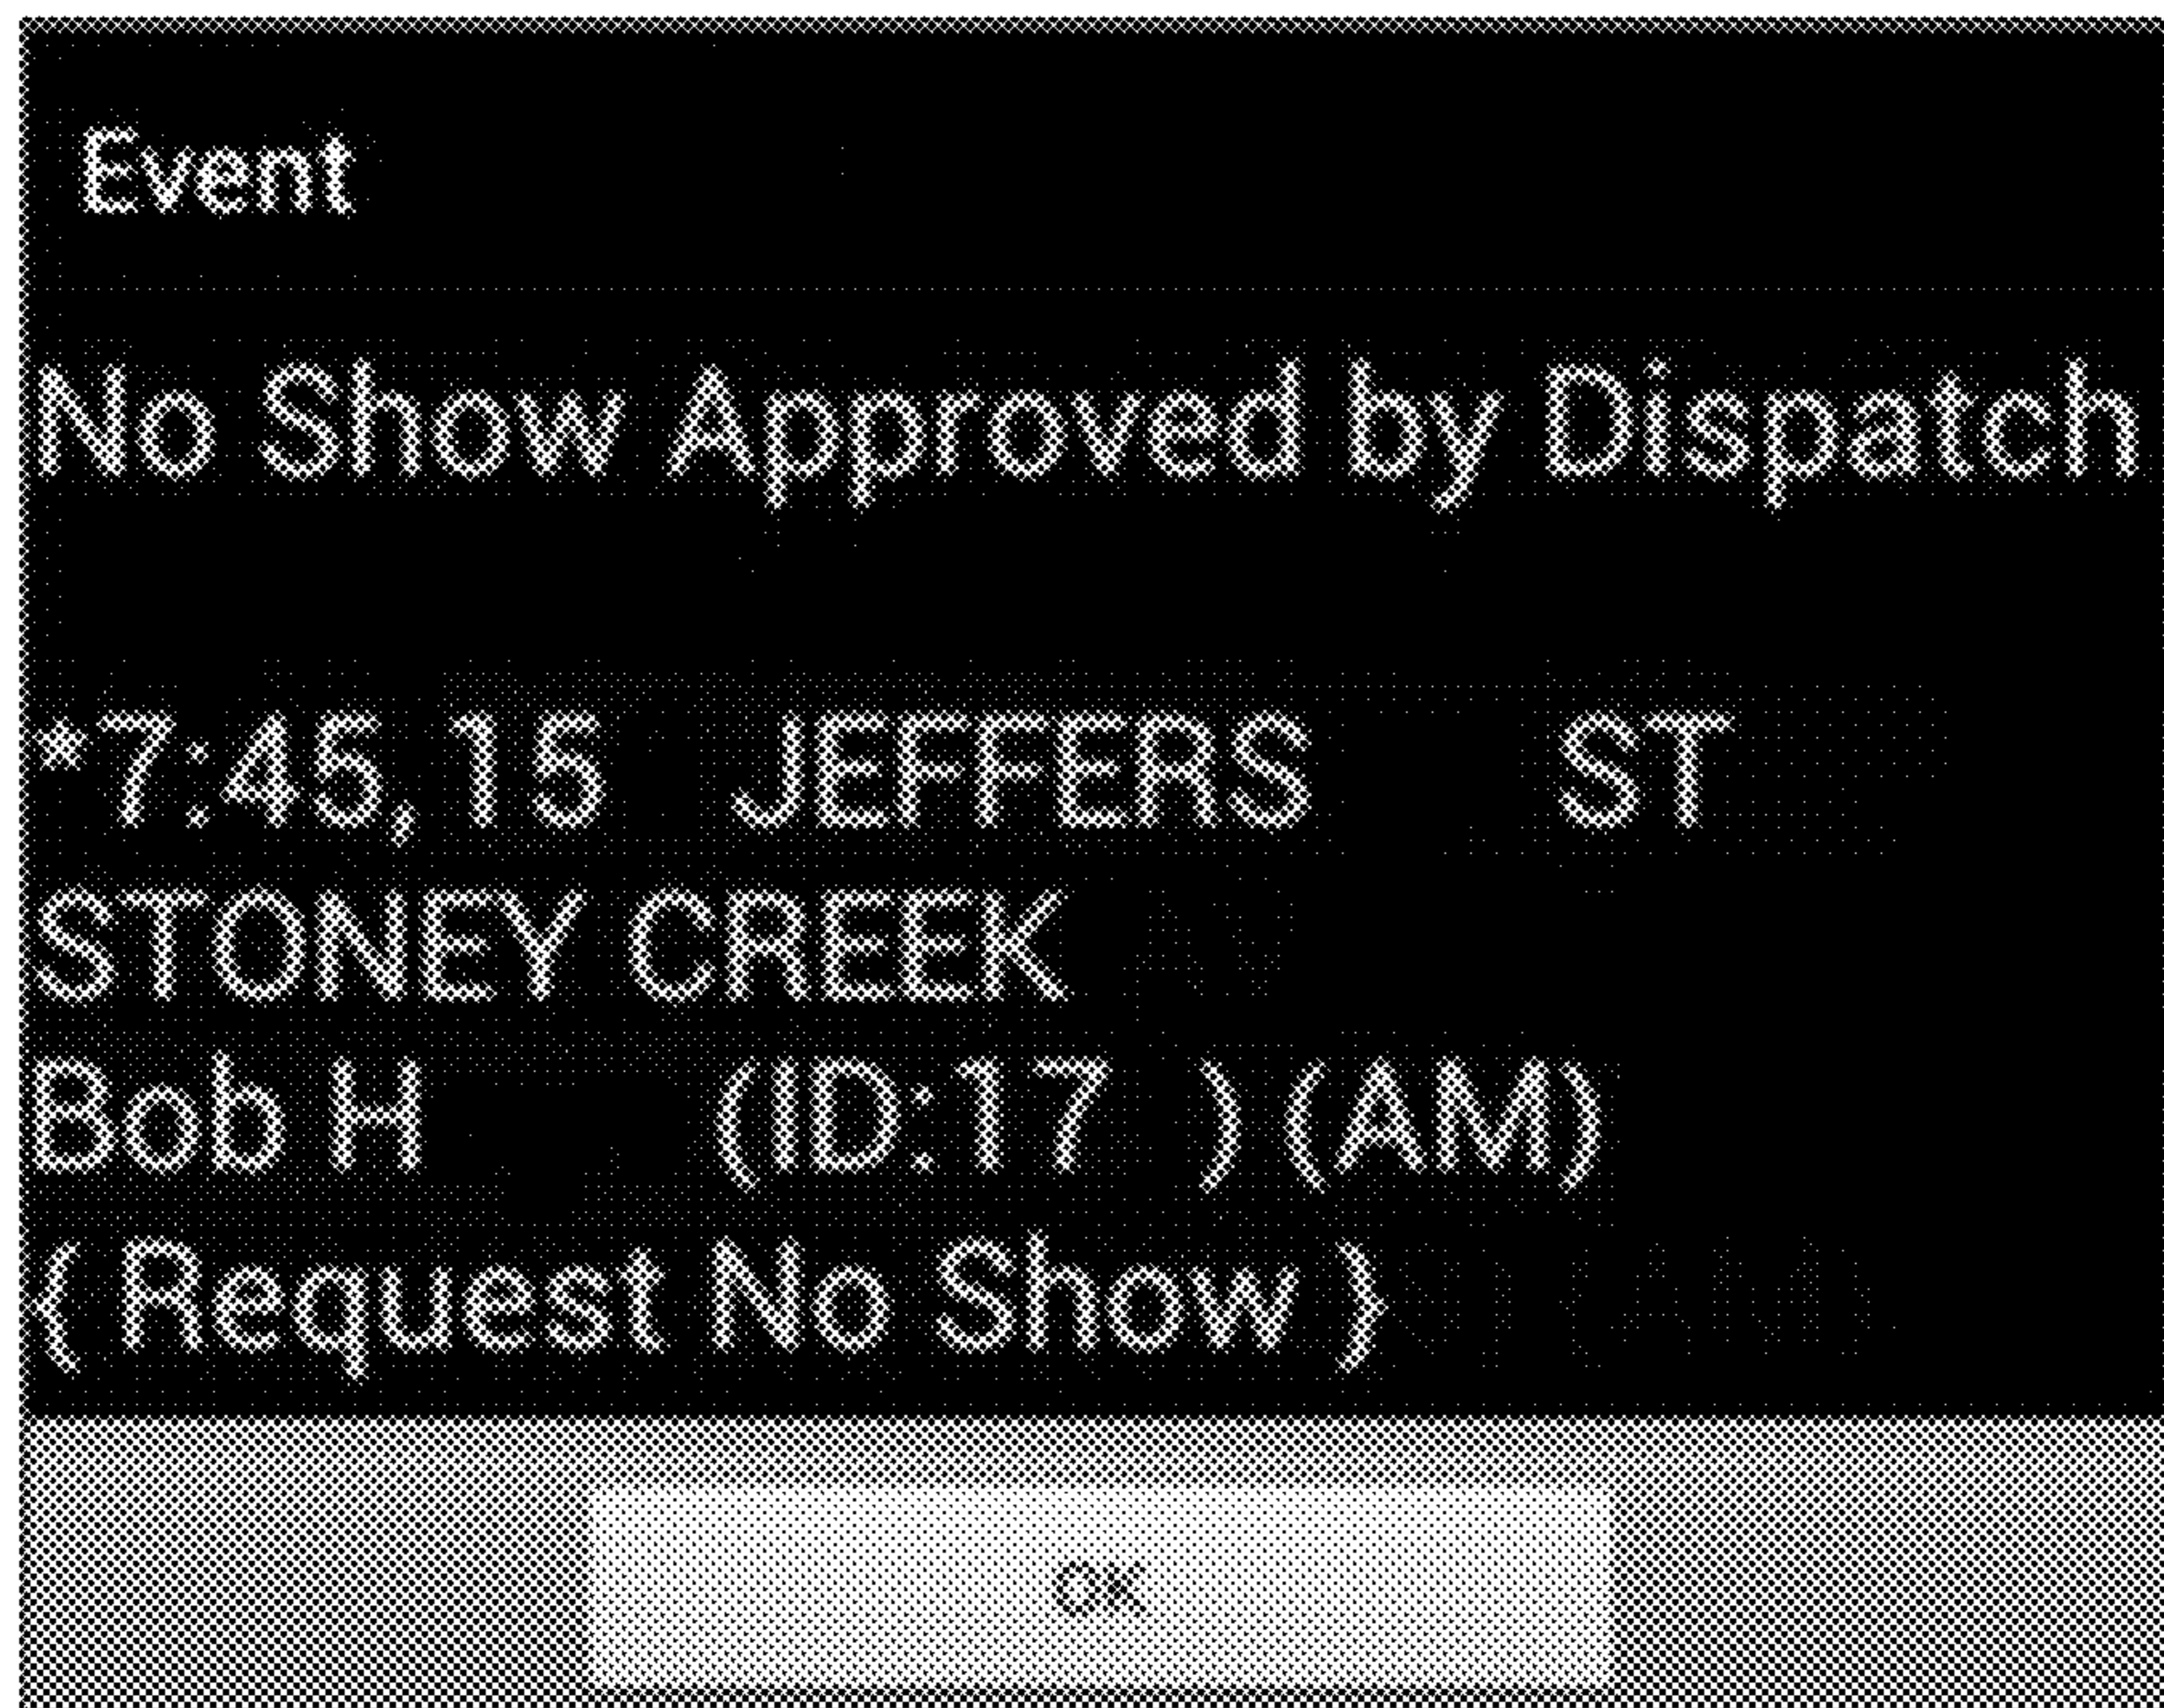 Event
No Show Approved by Dispatch
*7:45, 15 JEFFERS ST
STONEY CREEK
Bob H (ID:17 ) (AM)
{ Request No Show }
OK